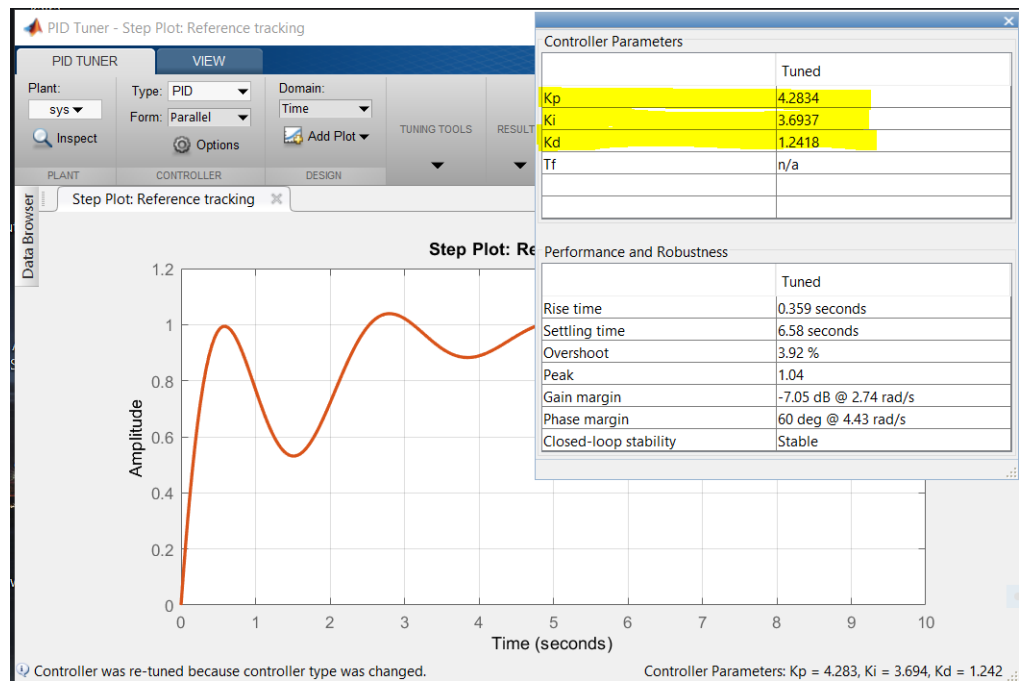 PID Tuner - Step Plot: Reference tracking
PID TUNER
VIEW
Plant:
sys
Inspect
PLANT
Type: PID
Form: Parallel
Options
CONTROLLER
Domain:
Time
Add Plot
DESIGN
TUNING TOOLS
RESULT
Data Browser
Step Plot: Reference tracking
Step Plot: Re
Amplitude
1.2
1
0.8
0.6
0.4
0.2
0
0 1 2 3 4 5 6 7 8 9 10
Time (seconds)
Controller Parameters
Tuned
Kp 4.2834
Ki 3.6937
Kd 1.2418
Tf n/a
Performance and Robustness
Tuned
Rise time 0.359 seconds
Settling time 6.58 seconds
Overshoot 3.92 %
Peak 1.04
Gain margin -7.05 dB @ 2.74 rad/s
Phase margin 60 deg @ 4.43 rad/s
Closed-loop stability Stable
Controller was re-tuned because controller type was changed.
Controller Parameters: Kp = 4.283, Ki = 3.694, Kd = 1.242